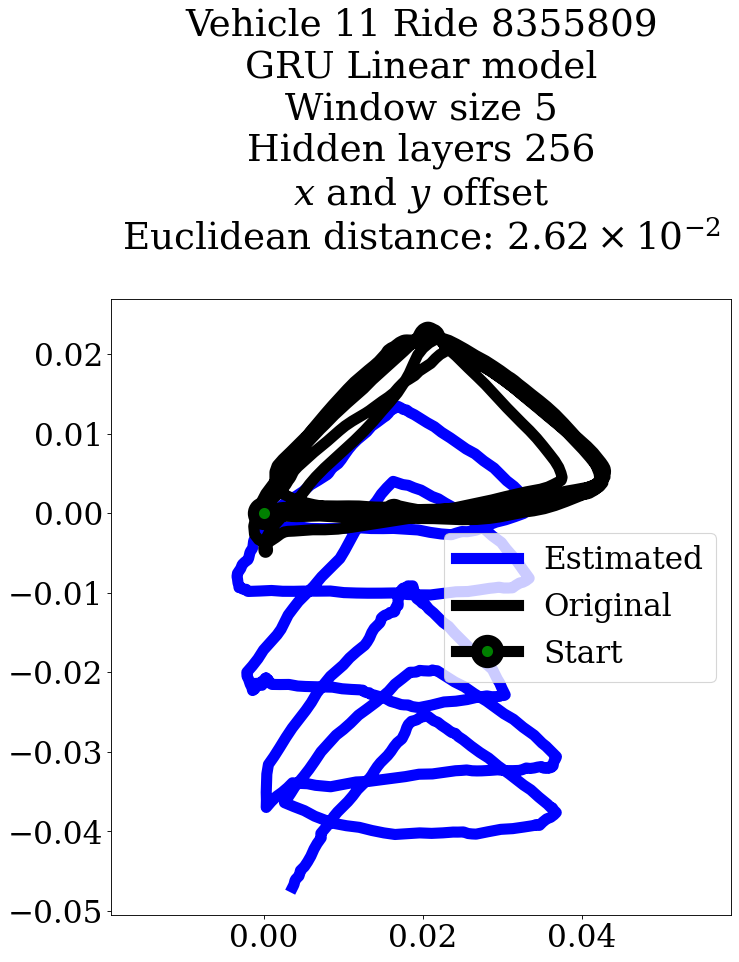 Vehicle 11 Ride 8355809
GRU Linear model
Window size 5
Hidden layers 256
x and y offset
Euclidean distance: 2.62 × 10⁻²
0.02
0.01
0.00
−0.01
−0.02
−0.03
−0.04
−0.05
Estimated
Original
Start
0.00 0.02 0.04